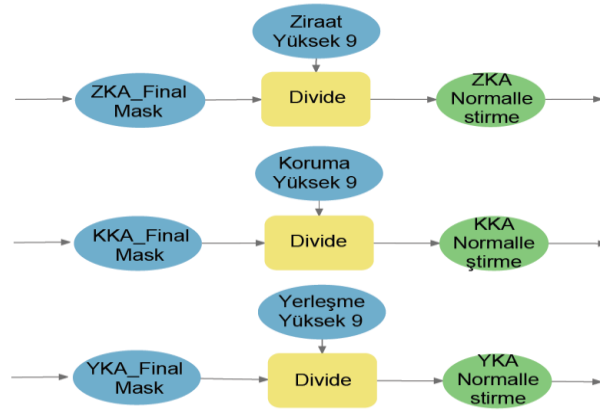 Ziraat
Yüksek 9
ZKA_Final
Mask
Divide
ZKA
Normalle
stirme
Koruma
Yüksek 9
KKA_Final
Mask
Divide
KKA
Normalle
ştirme
Yerleşme
Yüksek 9
YKA_Final
Mask
Divide
YKA
Normalle
stirme